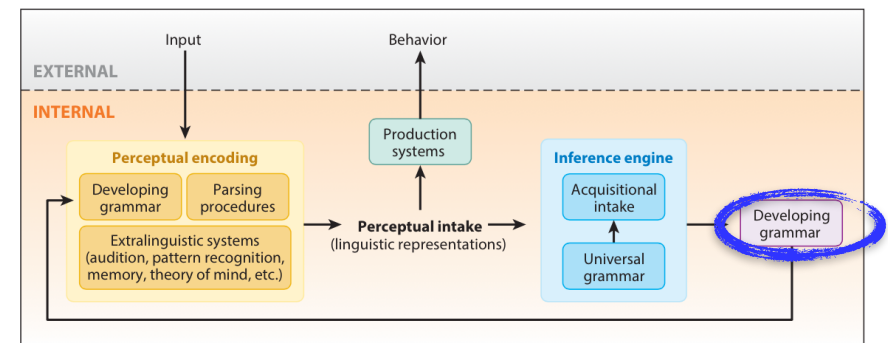 Input
Behavior
EXTERNAL
INTERNAL
Production
systems
Perceptual encoding
Developing
grammar
Parsing
procedures
Extralinguistic systems
(audition, pattern recognition,
memory, theory of mind, etc.)
Perceptual intake
(linguistic representations)
Inference engine
Acquisitional
intake
Universal
grammar
Developing
grammar